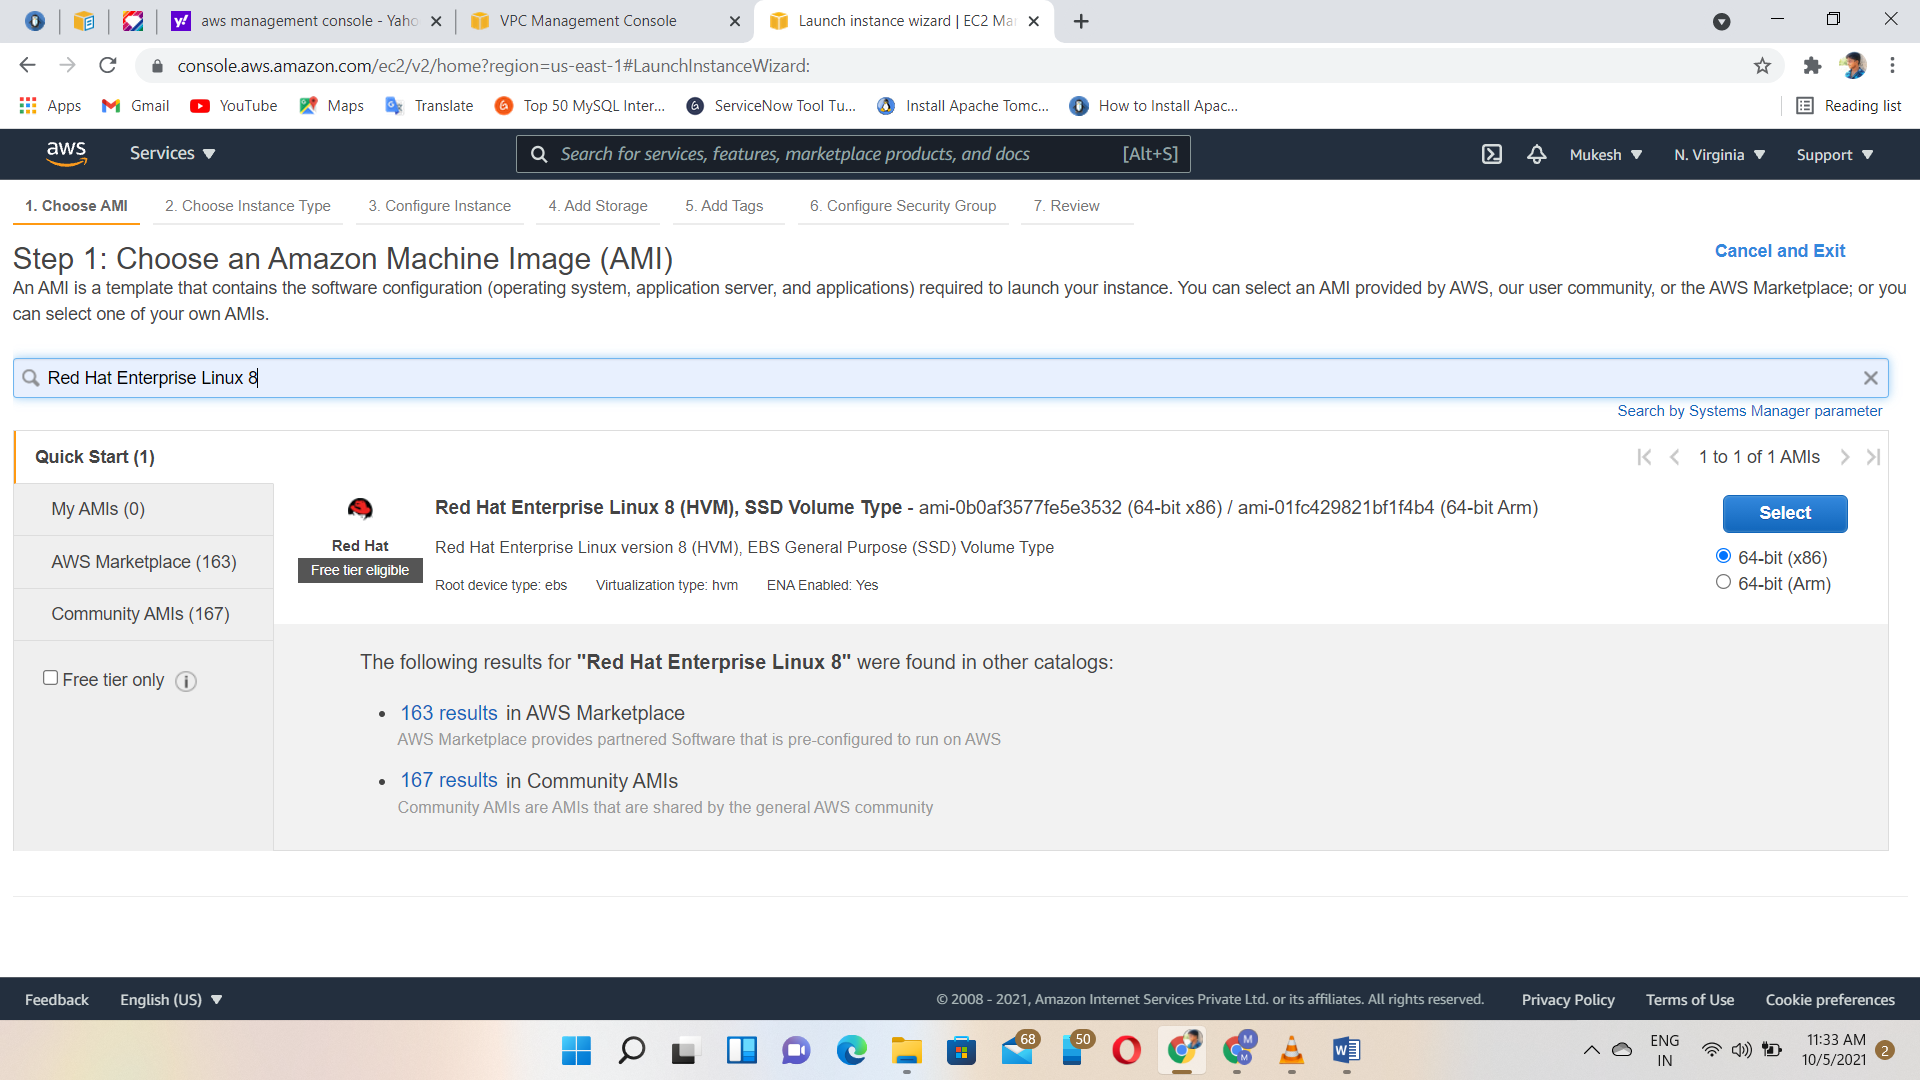 aws management console - Yaho
VPC Management Console
Launch instance wizard | EC2 Mar
console.aws.amazon.com/ec2/v2/home?region=us-east-1#LaunchInstanceWizard:
Apps
Gmail
YouTube
Maps
Translate
Top 50 MySQL Inter...
ServiceNow Tool Tu...
Install Apache Tomc...
How to Install Apac...
Reading list
aws
Services
Search for services, features, marketplace products, and docs
[Alt+S]
Mukesh
N. Virginia
Support
1. Choose AMI
2. Choose Instance Type
3. Configure Instance
4. Add Storage
5. Add Tags
6. Configure Security Group
7. Review
Step 1: Choose an Amazon Machine Image (AMI)
Cancel and Exit
An AMI is a template that contains the software configuration (operating system, application server, and applications) required to launch your instance. You can select an AMI provided by AWS, our user community, or the AWS Marketplace; or you
can select one of your own AMIs.
Red Hat Enterprise Linux 8
Search by Systems Manager parameter
Quick Start (1)
1 to 1 of 1 AMIs
My AMIs (0)
AWS Marketplace (163)
Community AMIs (167)
Free tier only
Red Hat
Free tier eligible
Red Hat Enterprise Linux 8 (HVM), SSD Volume Type - ami-0b0af3577fe5e3532 (64-bit x86) / ami-01fc429821bf1f4b4 (64-bit Arm)
Red Hat Enterprise Linux version 8 (HVM), EBS General Purpose (SSD) Volume Type
Root device type: ebs
Virtualization type: hvm
ENA Enabled: Yes
Select
64-bit (x86)
64-bit (Arm)
The following results for "Red Hat Enterprise Linux 8" were found in other catalogs:
• 163 results in AWS Marketplace
AWS Marketplace provides partnered Software that is pre-configured to run on AWS
• 167 results in Community AMIs
Community AMIs are AMIs that are shared by the general AWS community
Feedback
English (US)
© 2008 - 2021, Amazon Internet Services Private Ltd. or its affiliates. All rights reserved.
Privacy Policy
Terms of Use
Cookie preferences
68
50
M
M
ENG
IN
11:33 AM
10/5/2021
2